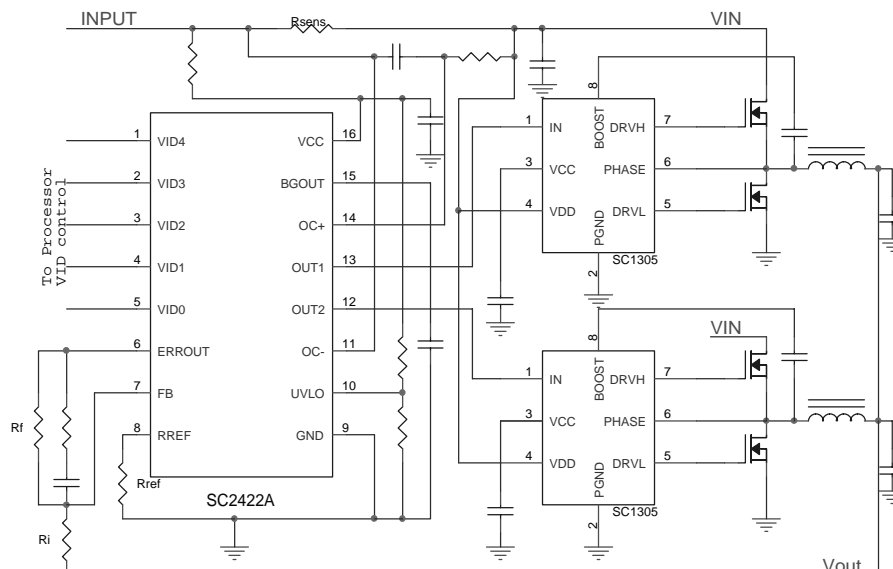 INPUT
Rsens
VIN
8
1
IN
BOOST
DRVH
7
3
VCC
PHASE
6
4
VDD
PGND
DRVL
5
2
SC1305
1
VID4
VCC
16
2
VID3
BGOUT
15
3
VID2
OC+
14
4
VID1
OUT1
13
5
VID0
OUT2
12
6
ERROUT
OC-
11
7
FB
UVLO
10
8
RREF
GND
9
SC2422A
To Processor
VID control
Rf
Rref
Ri
VIN
8
1
IN
BOOST
DRVH
7
3
VCC
PHASE
6
4
VDD
PGND
DRVL
5
2
SC1305
Vout